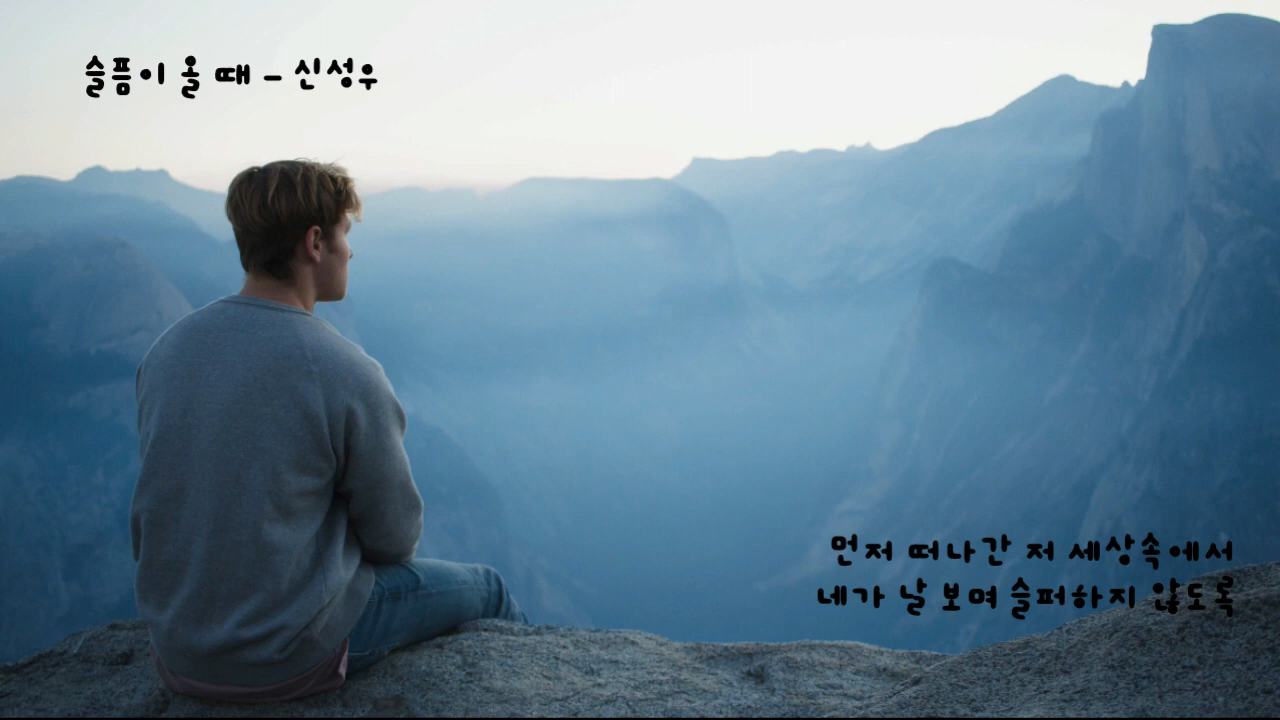 슬픔이 올 때 - 신성우
먼저 떠나간 저 세상속에서
네가 날 보며 슬퍼하지 않도록